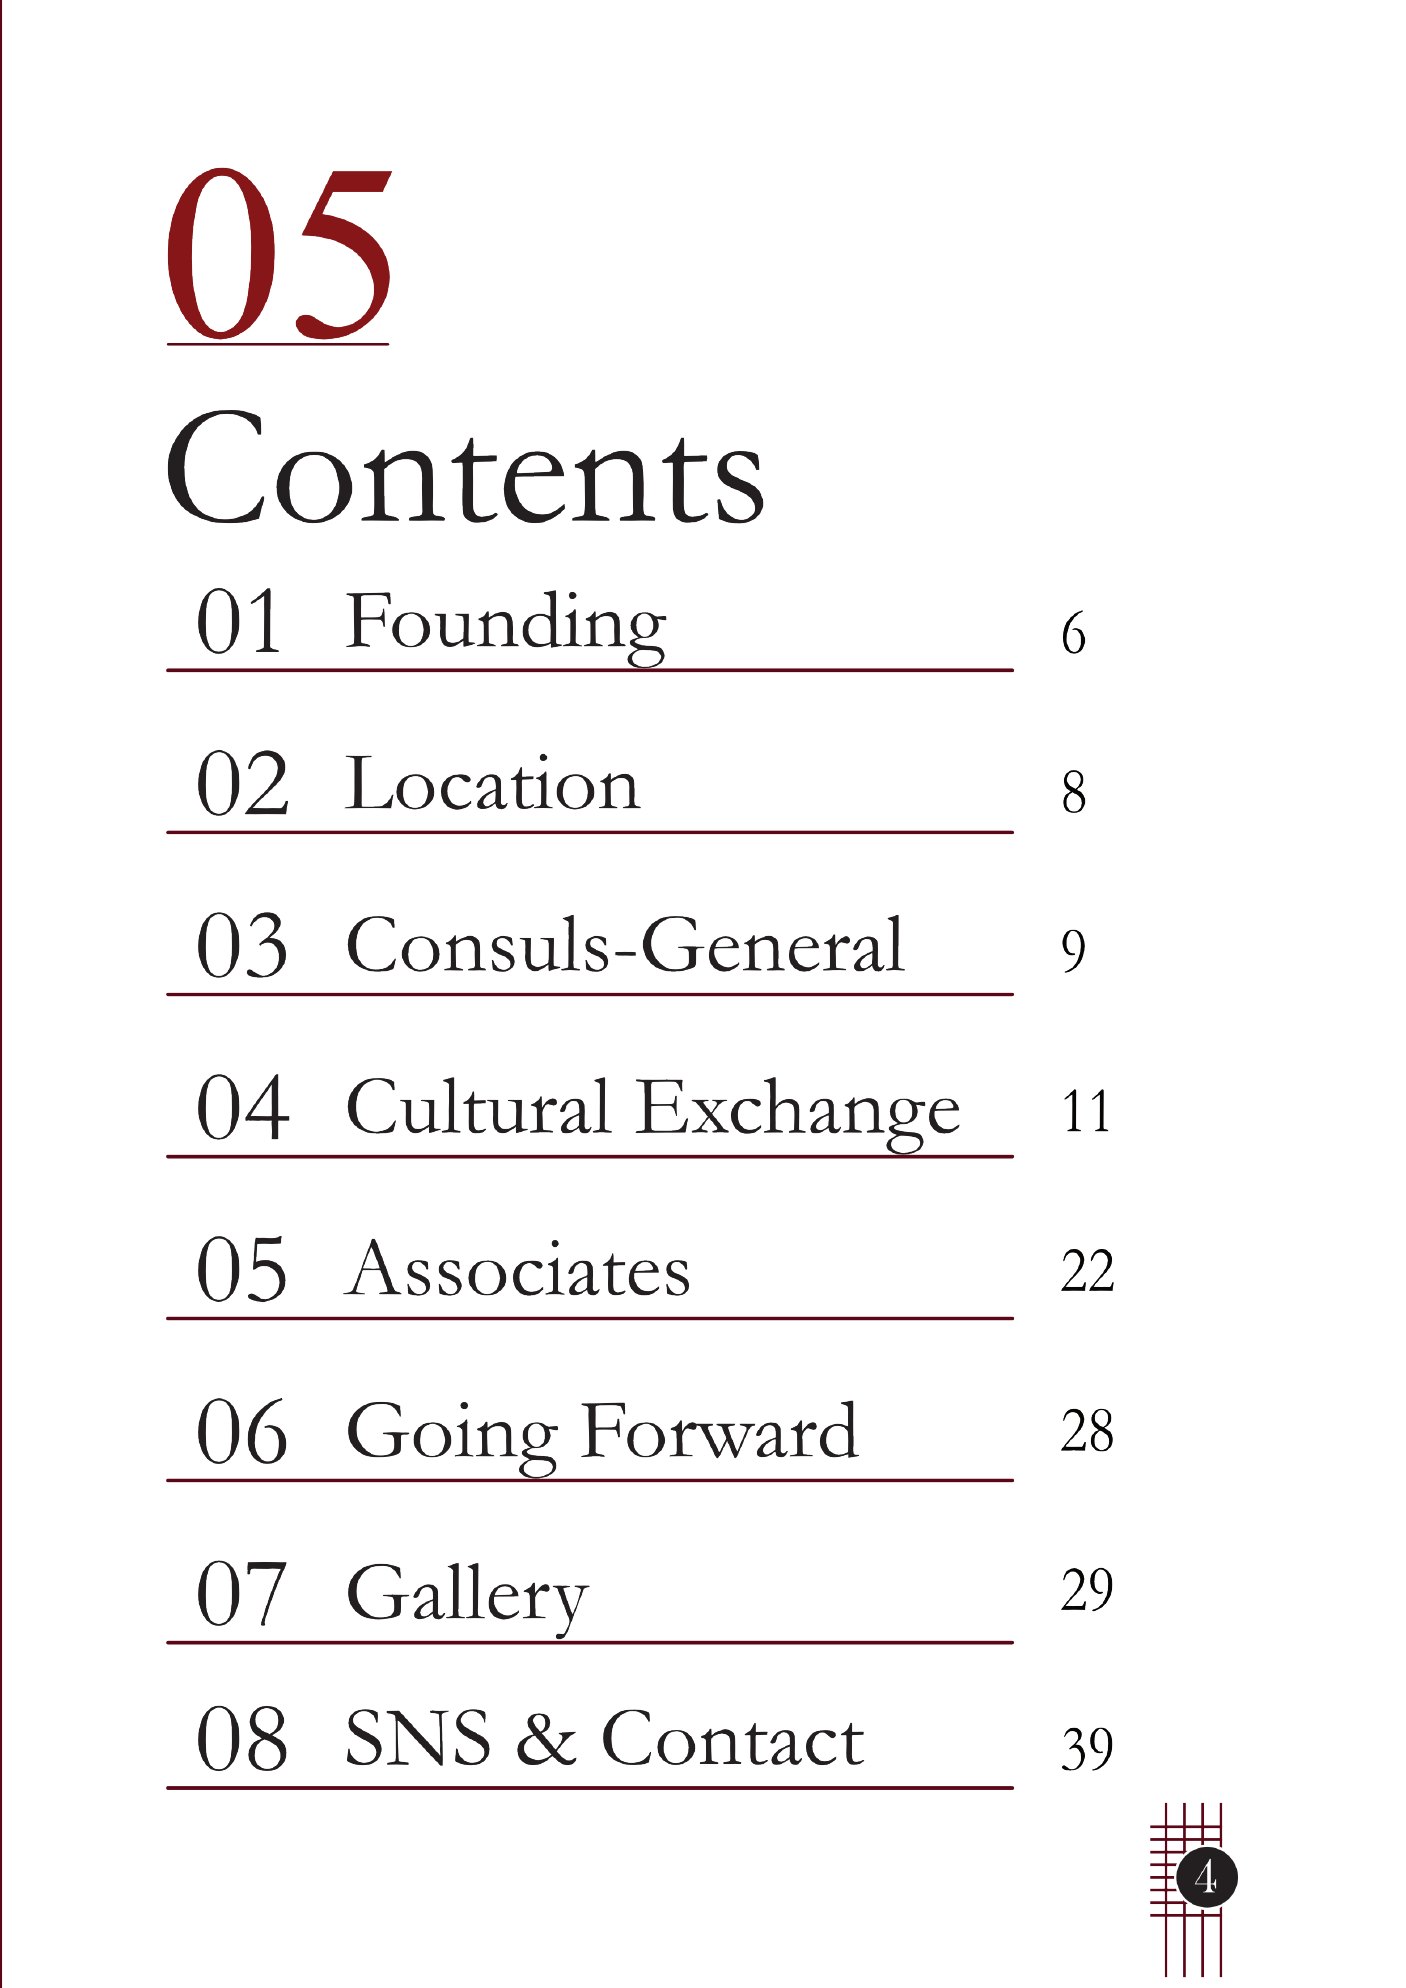 05
Contents
01 Founding 6
02 Location 8
03 Consuls-General 9
04 Cultural Exchange 11
05 Associates 22
06 Going Forward 28
07 Gallery 29
08 SNS & Contact 39
4